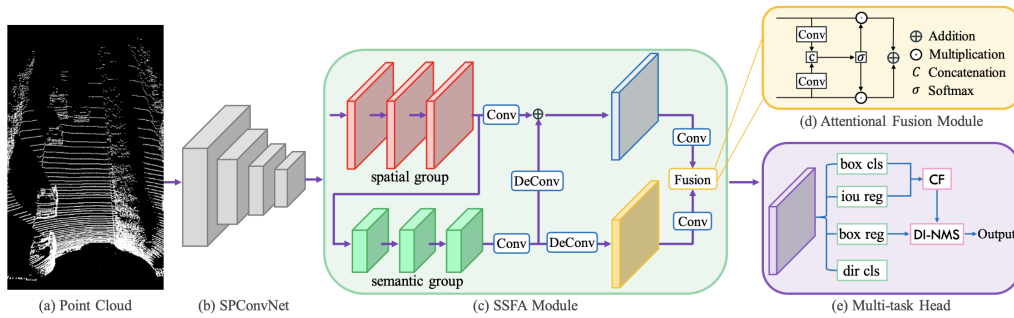 (a) Point Cloud
(b) SPConvNet
spatial group
semantic group
Conv
DeConv
Conv
DeConv
Conv
Fusion
Conv
(c) SSFA Module
Conv
C
Conv
σ
Addition
Multiplication
C Concatenation
σ Softmax
(d) Attentional Fusion Module
box cls
iou reg
box reg
dir cls
CF
DI-NMS
Output
(e) Multi-task Head